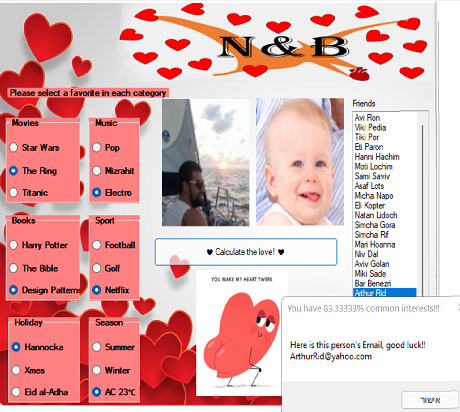 N & B
Please select a favorite in each category
Movies
Star Wars
The Ring
Titanic
Music
Pop
Mizrahit
Electro
Books
Harry Potter
The Bible
Design Patterns
Sport
Football
Golf
Netflix
Holiday
Hannocka
Xmes
Eid al-Adha
Season
Summer
Winter
AC 23°c
♥ Calculate the love! ♥
YOU MAKE MY HEART TWERK
Friends
Avi Ron
Viki Pedia
Tiki Por
Eti Paron
Hanni Hachim
Moti Lochim
Sami Saviv
Asaf Lots
Micha Napo
Eli Kopter
Natan Lidoch
Simcha Gora
Simcha Rif
Mari Hoanna
Niv Dal
Aviv Golan
Miki Sade
Bar Benezri
Arthur Rid
You have 83.33333% common interests!!!
Here is this person's Email, good luck!!
ArthurRid@yahoo.com
אישור